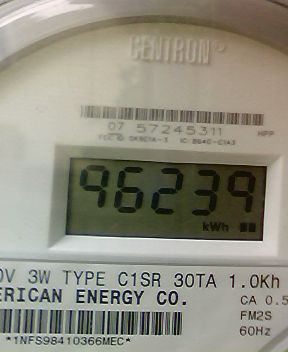 CENTRON
07 57245311 HPP
96239
kWh
0V 3W TYPE C1SR 30TA 1.0Kh
ERICAN ENERGY CO.
CA 0.5
FM2S
60Hz
*1NFS98410366MEC*